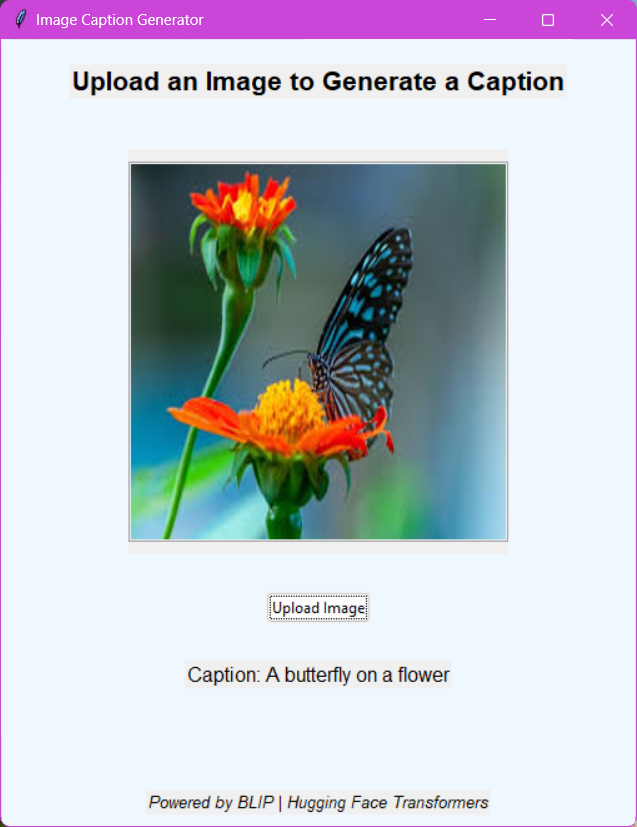 Image Caption Generator
Upload an Image to Generate a Caption
Upload Image
Caption: A butterfly on a flower
Powered by BLIP | Hugging Face Transformers